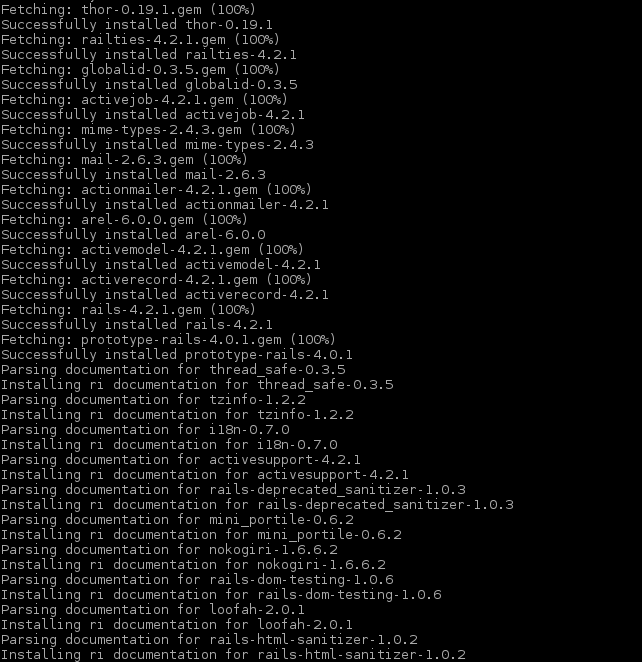 Fetching: thor-0.19.1.gem (100%)
Successfully installed thor-0.19.1
Fetching: railties-4.2.1.gem (100%)
Successfully installed railties-4.2.1
Fetching: globalid-0.3.5.gem (100%)
Successfully installed globalid-0.3.5
Fetching: activejob-4.2.1.gem (100%)
Successfully installed activejob-4.2.1
Fetching: mime-types-2.4.3.gem (100%)
Successfully installed mime-types-2.4.3
Fetching: mail-2.6.3.gem (100%)
Successfully installed mail-2.6.3
Fetching: actionmailer-4.2.1.gem (100%)
Successfully installed actionmailer-4.2.1
Fetching: arel-6.0.0.gem (100%)
Successfully installed arel-6.0.0
Fetching: activemodel-4.2.1.gem (100%)
Successfully installed activemodel-4.2.1
Fetching: activerecord-4.2.1.gem (100%)
Successfully installed activerecord-4.2.1
Fetching: rails-4.2.1.gem (100%)
Successfully installed rails-4.2.1
Fetching: prototype-rails-4.0.1.gem (100%)
Successfully installed prototype-rails-4.0.1
Parsing documentation for thread_safe-0.3.5
Installing ri documentation for thread_safe-0.3.5
Parsing documentation for tzinfo-1.2.2
Installing ri documentation for tzinfo-1.2.2
Parsing documentation for i18n-0.7.0
Installing ri documentation for i18n-0.7.0
Parsing documentation for activesupport-4.2.1
Installing ri documentation for activesupport-4.2.1
Parsing documentation for rails-deprecated_sanitizer-1.0.3
Installing ri documentation for rails-deprecated_sanitizer-1.0.3
Parsing documentation for mini_portile-0.6.2
Installing ri documentation for mini_portile-0.6.2
Parsing documentation for nokogiri-1.6.6.2
Installing ri documentation for nokogiri-1.6.6.2
Parsing documentation for rails-dom-testing-1.0.6
Installing ri documentation for rails-dom-testing-1.0.6
Parsing documentation for loofah-2.0.1
Installing ri documentation for loofah-2.0.1
Parsing documentation for rails-html-sanitizer-1.0.2
Installing ri documentation for rails-html-sanitizer-1.0.2